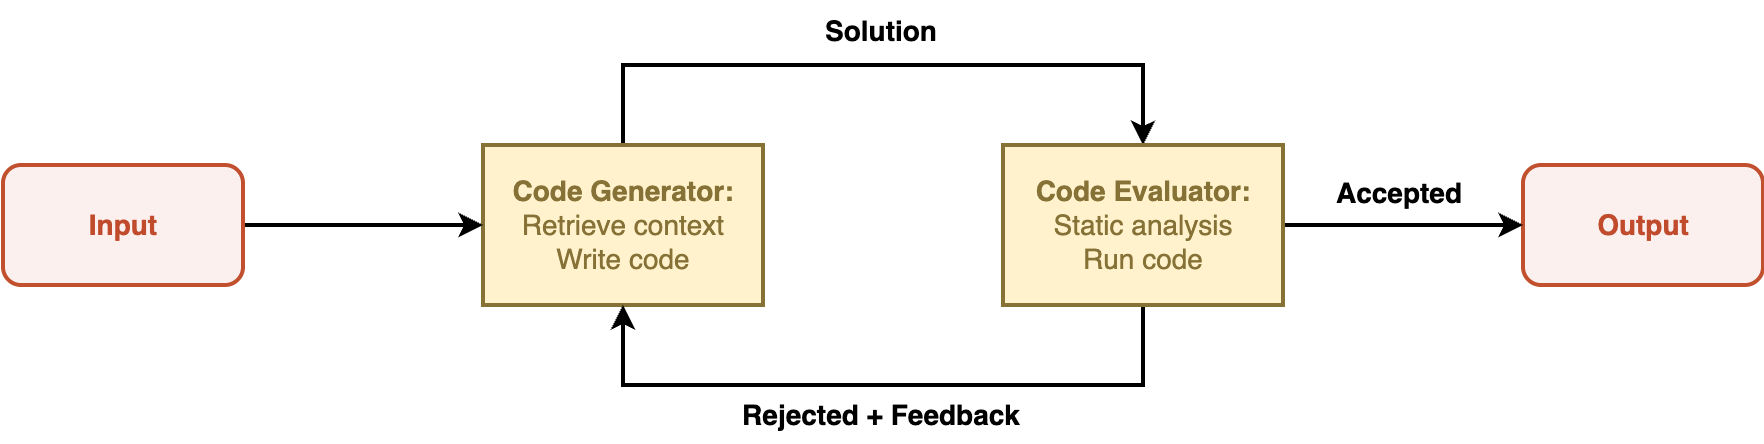 Solution
Input
Code Generator:
Retrieve context
Write code
Code Evaluator:
Static analysis
Run code
Accepted
Output
Rejected + Feedback